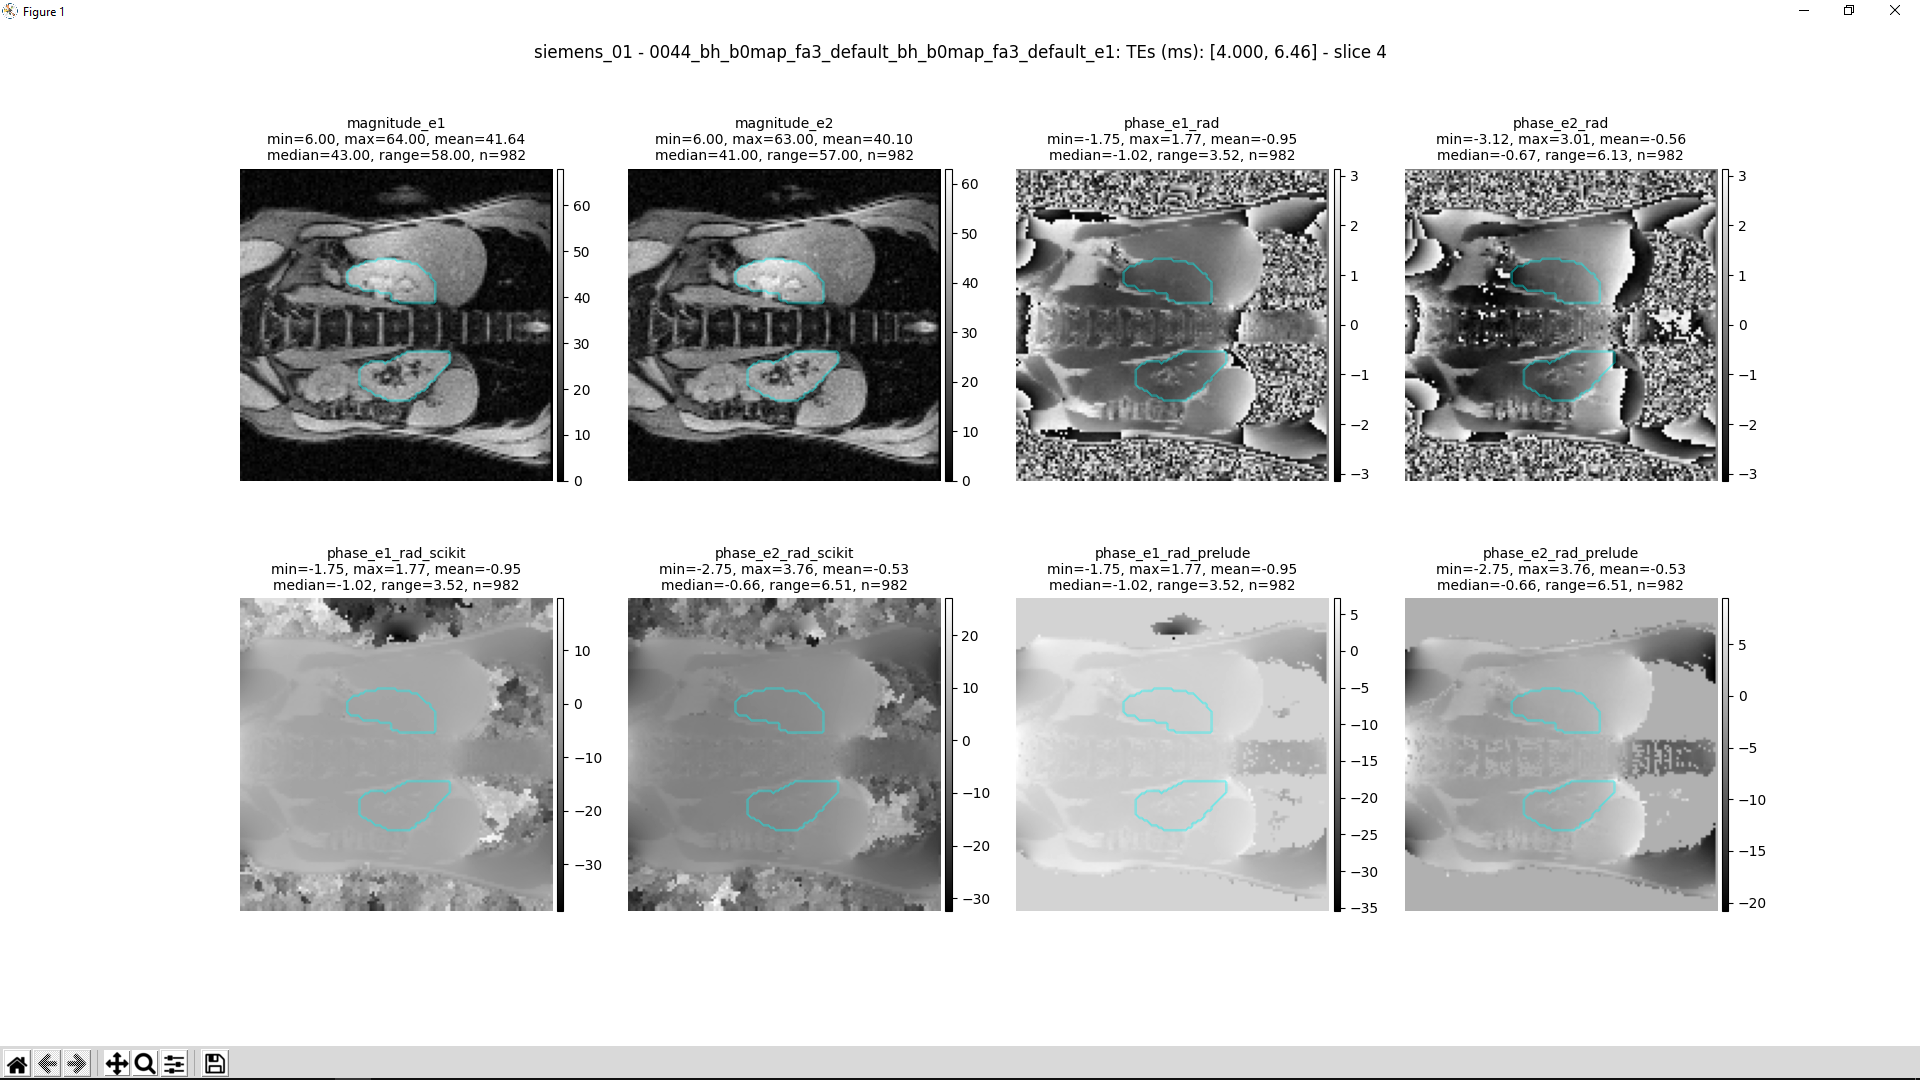 Figure 1
siemens_01 - 0044_bh_b0map_fa3_default_bh_b0map_fa3_default_e1: TEs (ms): [4.000, 6.46] - slice 4
magnitude_e1
min=6.00, max=64.00, mean=41.64
median=43.00, range=58.00, n=982
60
50
40
30
20
10
0
magnitude_e2
min=6.00, max=63.00, mean=40.10
median=41.00, range=57.00, n=982
60
50
40
30
20
10
0
phase_e1_rad
min=-1.75, max=1.77, mean=-0.95
median=-1.02, range=3.52, n=982
3
2
1
0
−1
−2
−3
phase_e2_rad
min=-3.12, max=3.01, mean=-0.56
median=-0.67, range=6.13, n=982
3
2
1
0
−1
−2
−3
phase_e1_rad_scikit
min=-1.75, max=1.77, mean=-0.95
median=-1.02, range=3.52, n=982
10
0
−10
−20
−30
phase_e2_rad_scikit
min=-2.75, max=3.76, mean=-0.53
median=-0.66, range=6.51, n=982
20
10
0
−10
−20
−30
phase_e1_rad_prelude
min=-1.75, max=1.77, mean=-0.95
median=-1.02, range=3.52, n=982
5
0
−5
−10
−15
−20
−25
−30
−35
phase_e2_rad_prelude
min=-2.75, max=3.76, mean=-0.53
median=-0.66, range=6.51, n=982
5
0
−5
−10
−15
−20